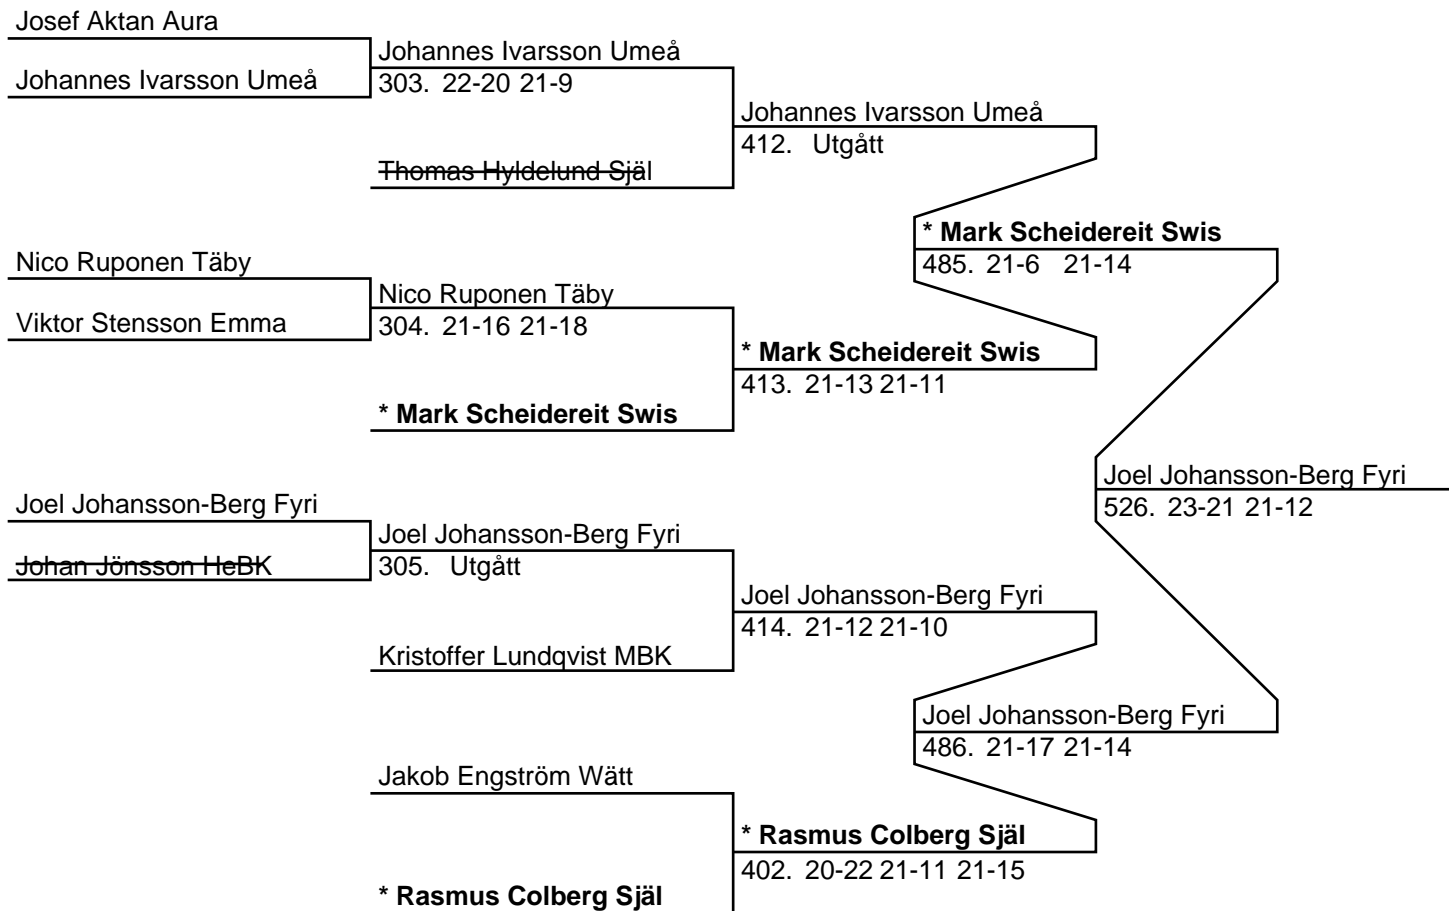 Josef Aktan Aura
Johannes Ivarsson Umeå
Johannes Ivarsson Umeå
303. 22-20 21-9
Johannes Ivarsson Umeå
412. Utgått
Thomas Hyldelund Själ
* Mark Scheidereit Swis
485. 21-6 21-14
Nico Ruponen Täby
Nico Ruponen Täby
Viktor Stensson Emma
304. 21-16 21-18
* Mark Scheidereit Swis
413. 21-13 21-11
* Mark Scheidereit Swis
Joel Johansson-Berg Fyri
526. 23-21 21-12
Joel Johansson-Berg Fyri
Joel Johansson-Berg Fyri
Johan Jönsson HeBK
305. Utgått
Joel Johansson-Berg Fyri
414. 21-12 21-10
Kristoffer Lundqvist MBK
Joel Johansson-Berg Fyri
486. 21-17 21-14
Jakob Engström Wätt
* Rasmus Colberg Själ
402. 20-22 21-11 21-15
* Rasmus Colberg Själ